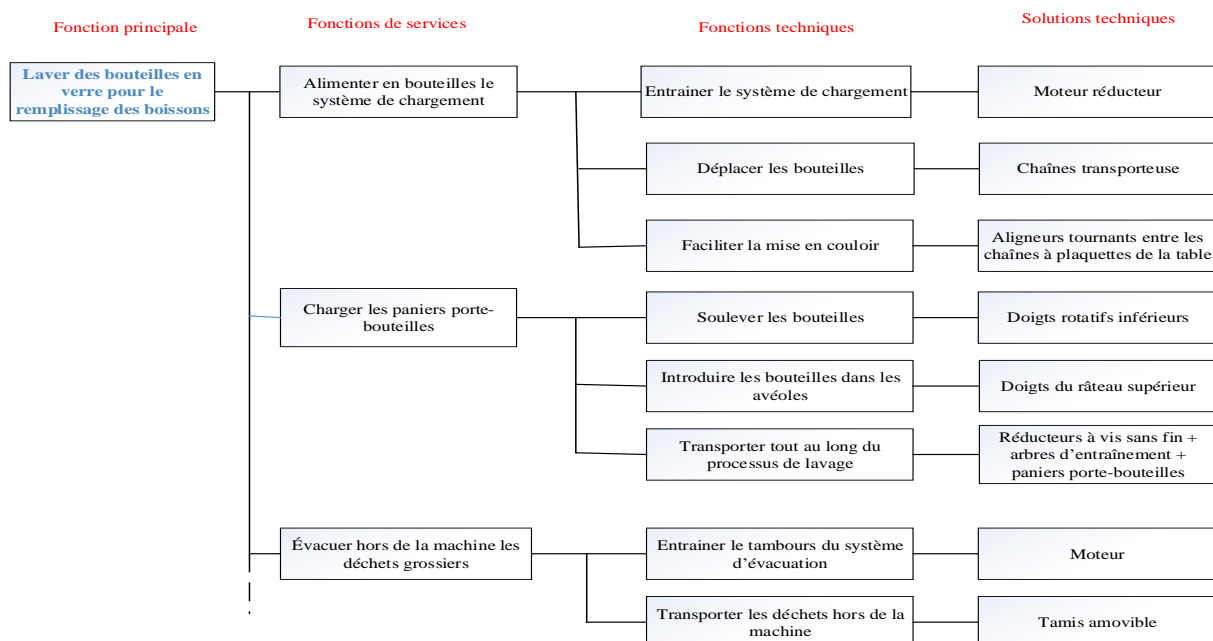 Fonction principale
Fonctions de services
Fonctions techniques
Solutions techniques
Laver des bouteilles en
verre pour le
remplissage des boissons
Alimenter en bouteilles le
système de chargement
Entrainer le système de chargement
Moteur réducteur
Déplacer les bouteilles
Chaînes transporteuse
Faciliter la mise en couloir
Aligneurs tournants entre les
chaînes à plaquettes de la table
Charger les paniers porte-
bouteilles
Soulever les bouteilles
Doigts rotatifs inférieurs
Introduire les bouteilles dans les
avéoles
Doigts du râteau supérieur
Transporter tout au long du
processus de lavage
Réducteurs à vis sans fin +
arbres d’entraînement +
paniers porte-bouteilles
Évacuer hors de la machine les
déchets grossiers
Entrainer le tambours du système
d’évacuation
Moteur
Transporter les déchets hors de la
machine
Tamis amovible